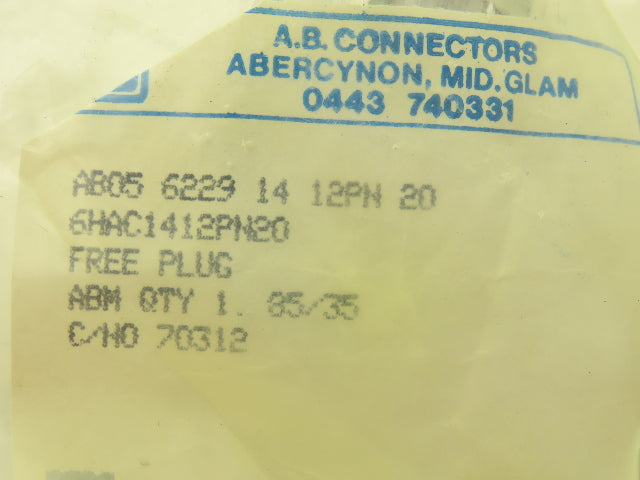 A.B. CONNECTORS
ABERCYNON, MID. GLAM
0443 740331
AB05 6229 14 12PN 20
6HAC1412PN20
FREE PLUG
ABM QTY 1. 85/35
C/NO 70312